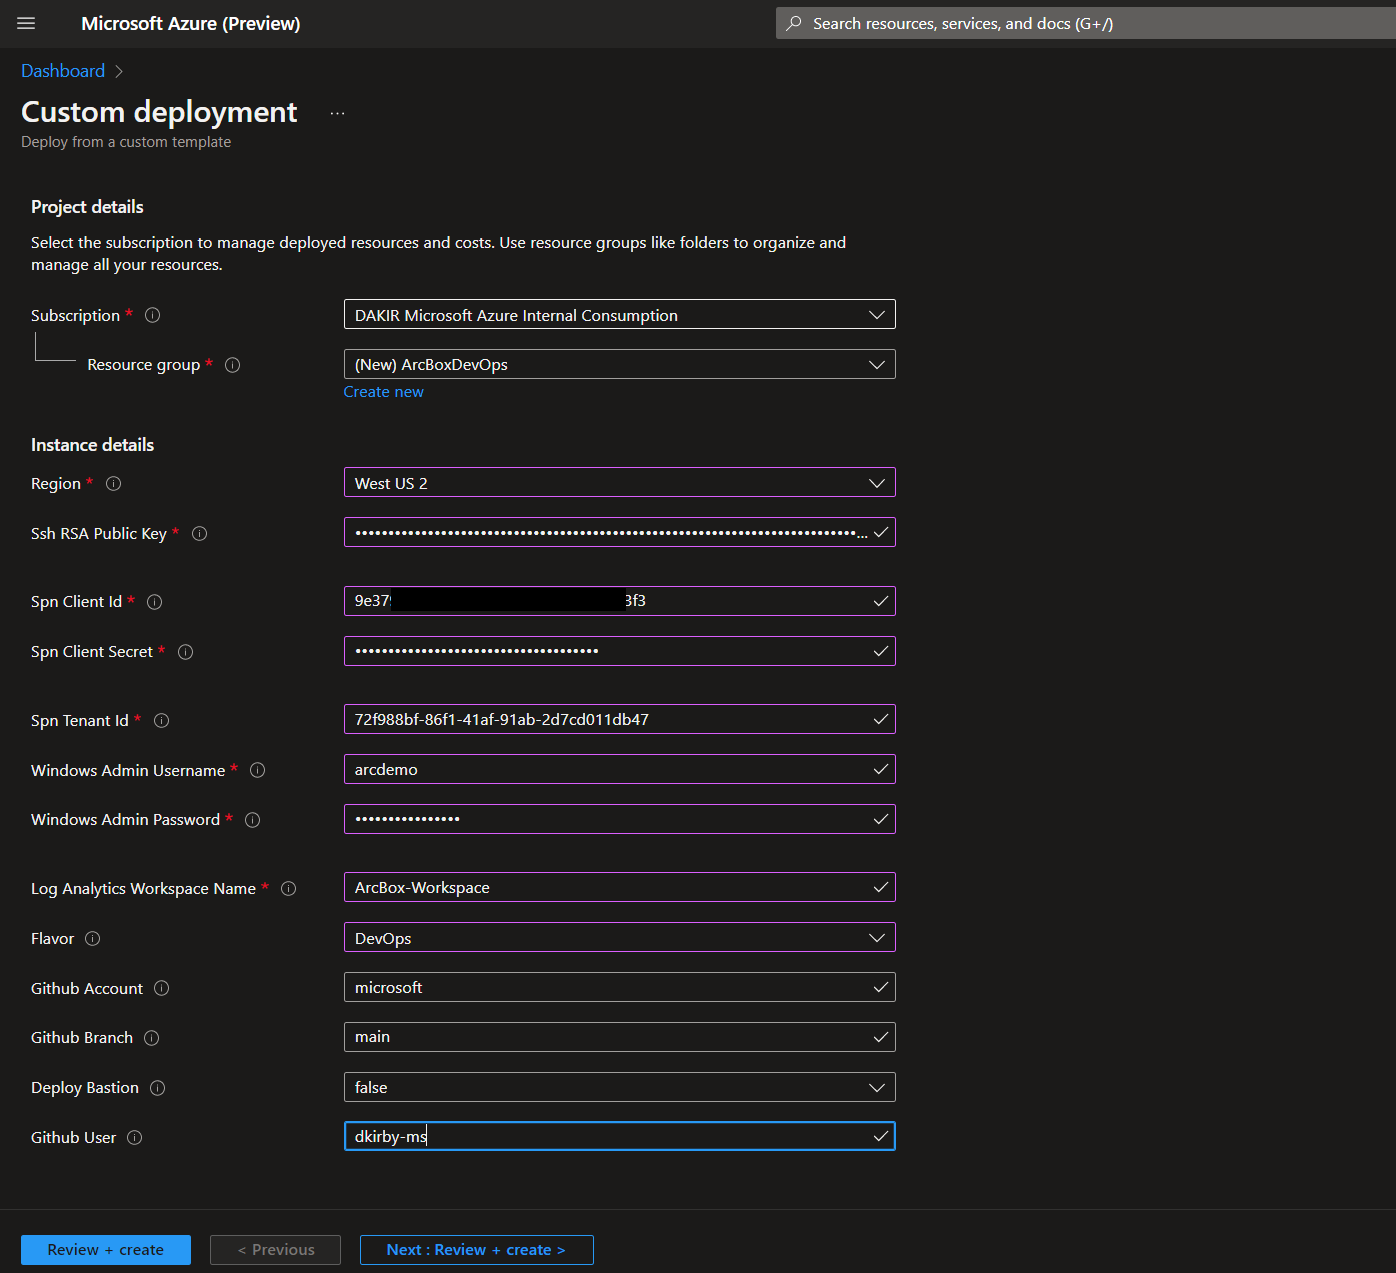 Microsoft Azure (Preview)
Search resources, services, and docs (G+/)
Dashboard
Custom deployment ...
Deploy from a custom template
Project details
Select the subscription to manage deployed resources and costs. Use resource groups like folders to organize and
manage all your resources.
Subscription * DAKIR Microsoft Azure Internal Consumption
Resource group * (New) ArcBoxDevOps
Create new
Instance details
Region * West US 2
Ssh RSA Public Key * ...
Spn Client Id * 9e379 3f3
Spn Client Secret *
Spn Tenant Id * 72f988bf-86f1-41af-91ab-2d7cd011db47
Windows Admin Username * arcdemo
Windows Admin Password *
Log Analytics Workspace Name * ArcBox-Workspace
Flavor DevOps
Github Account microsoft
Github Branch main
Deploy Bastion false
Github User dkirby-ms
Review + create
< Previous
Next : Review + create >